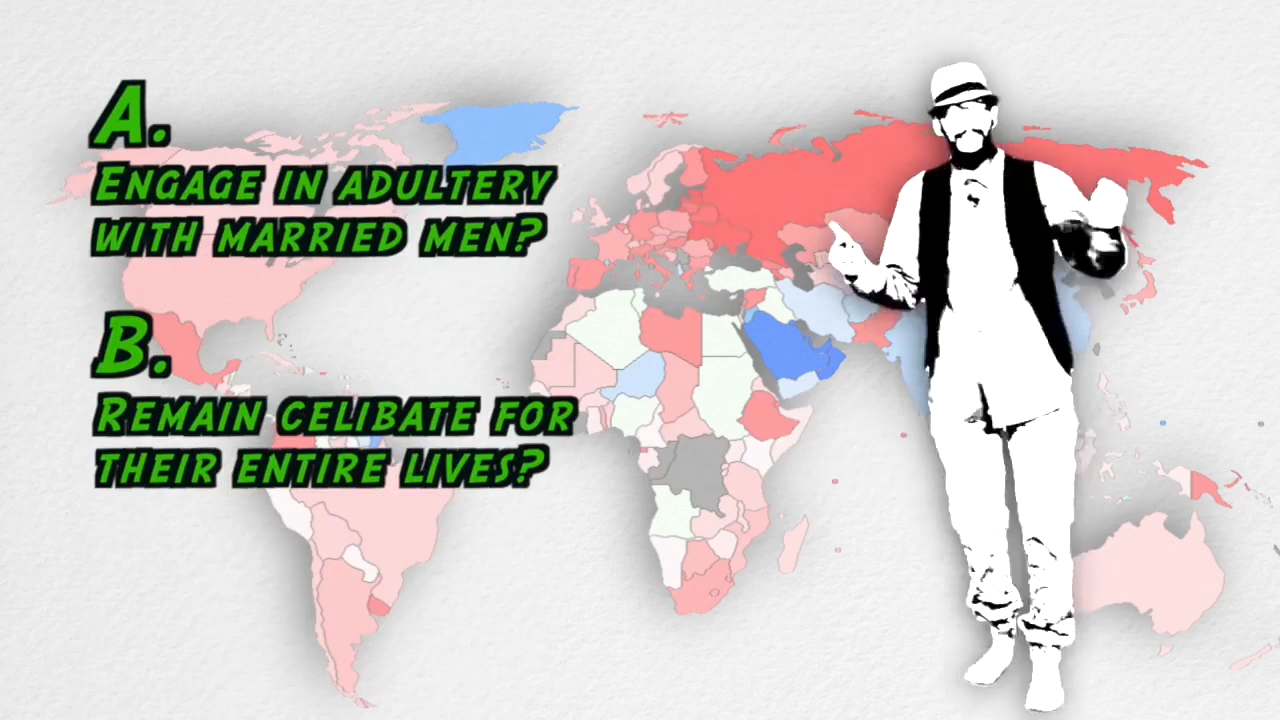 A.
Engage in adultery
with married men?
B.
Remain celibate for
their entire lives?